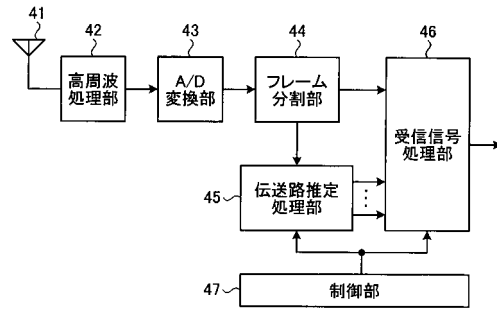 41
42
高周波
処理部
43
A/D
変換部
44
フレーム
分割部
46
受信信号
処理部
45
伝送路推定
処理部
47
制御部